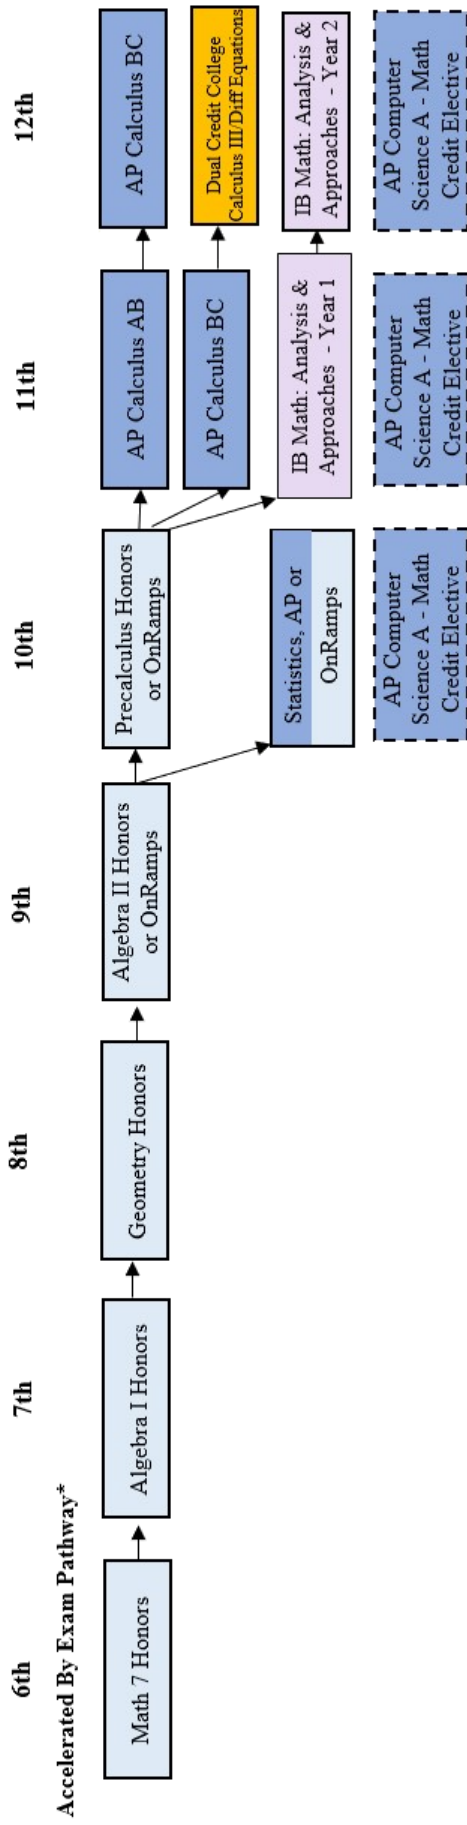 6th
7th
8th
9th
10th
11th
12th
Accelerated By Exam Pathway*
Math 7 Honors
Algebra I Honors
Geometry Honors
Algebra II Honors
or OnRamps
Precalculus Honors
or OnRamps
Statistics, AP or
OnRamps
AP Computer
Science A - Math
Credit Elective
AP Calculus AB
AP Calculus BC
IB Math: Analysis &
Approaches - Year 1
AP Computer
Science A - Math
Credit Elective
AP Calculus BC
Dual Credit College
Calculus III/Diff Equations
IB Math: Analysis &
Approaches - Year 2
AP Computer
Science A - Math
Credit Elective